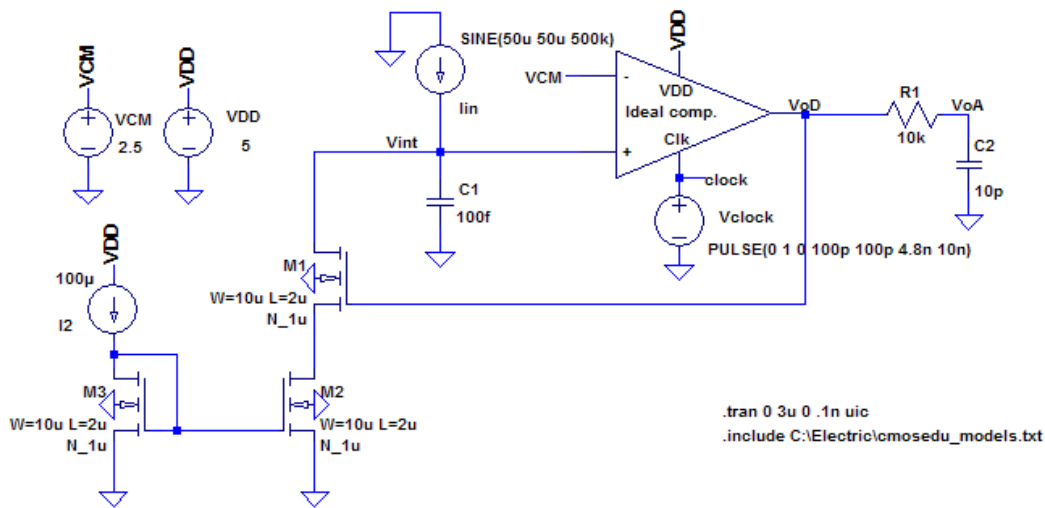 SINE(50u 50u 500k)
Iin
VCM
VCM
2.5
VDD
VDD
5
VDD
VCM
-
VDD
Ideal comp.
Clk
+
VoD
R1
10k
VoA
C2
10p
Vint
C1
100f
clock
Vclock
PULSE(0 1 0 100p 100p 4.8n 10n)
M1
W=10u L=2u
N_1u
VDD
100µ
I2
M3
W=10u L=2u
N_1u
M2
W=10u L=2u
N_1u
.tran 0 3u 0 .1n uic
.include C:\Electric\cmosedu_models.txt